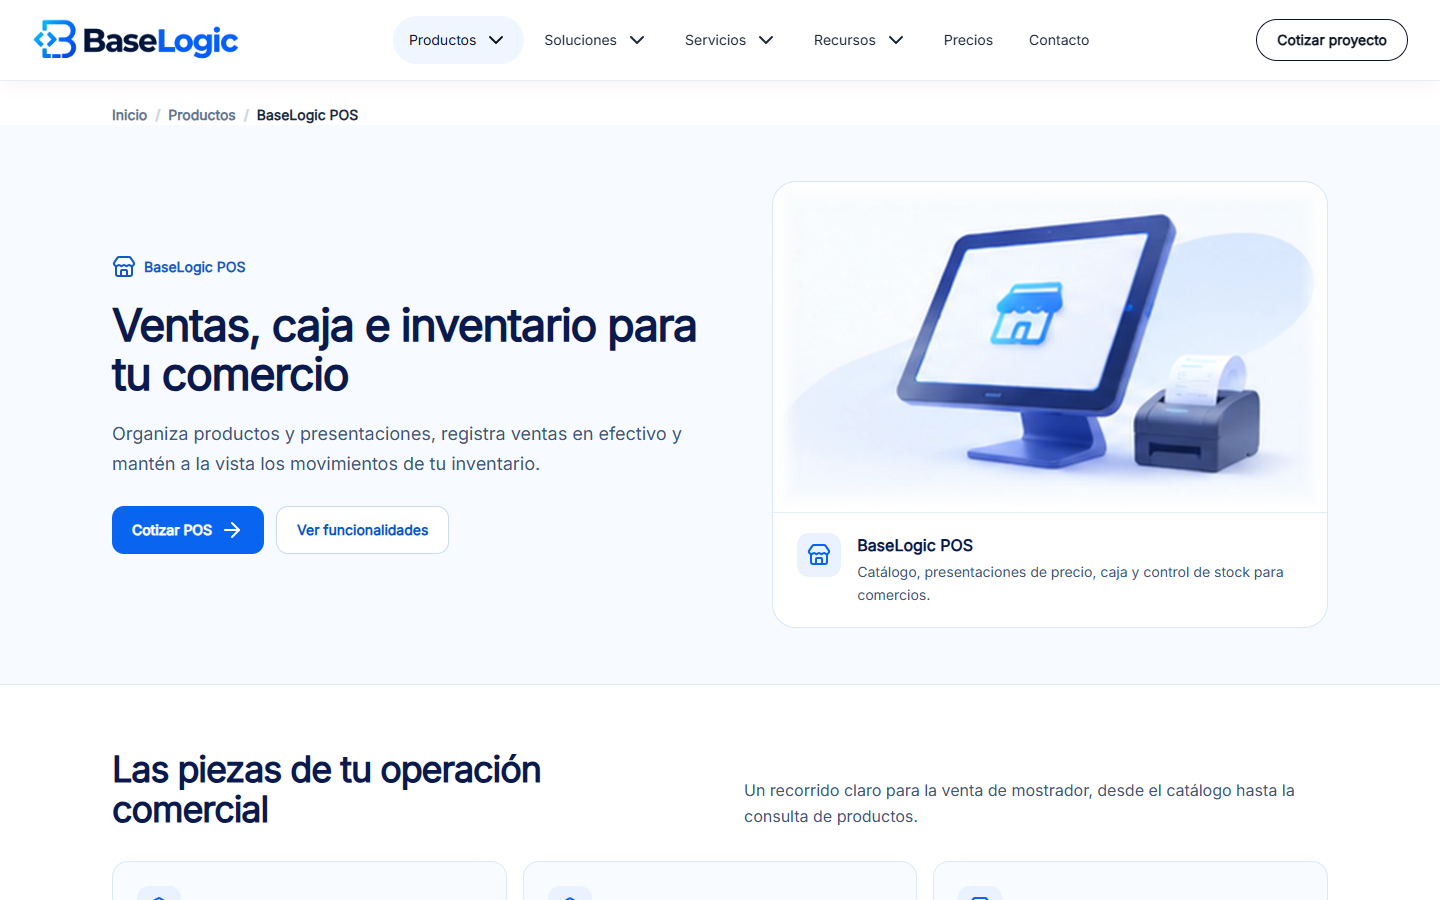 BaseLogic
Productos
Soluciones
Servicios
Recursos
Precios
Contacto
Cotizar proyecto
Inicio / Productos / BaseLogic POS
BaseLogic POS
Ventas, caja e inventario para
tu comercio
Organiza productos y presentaciones, registra ventas en efectivo y
mantén a la vista los movimientos de tu inventario.
Cotizar POS
Ver funcionalidades
BaseLogic POS
Catálogo, presentaciones de precio, caja y control de stock para
comercios.
Las piezas de tu operación
comercial
Un recorrido claro para la venta de mostrador, desde el catálogo hasta la
consulta de productos.